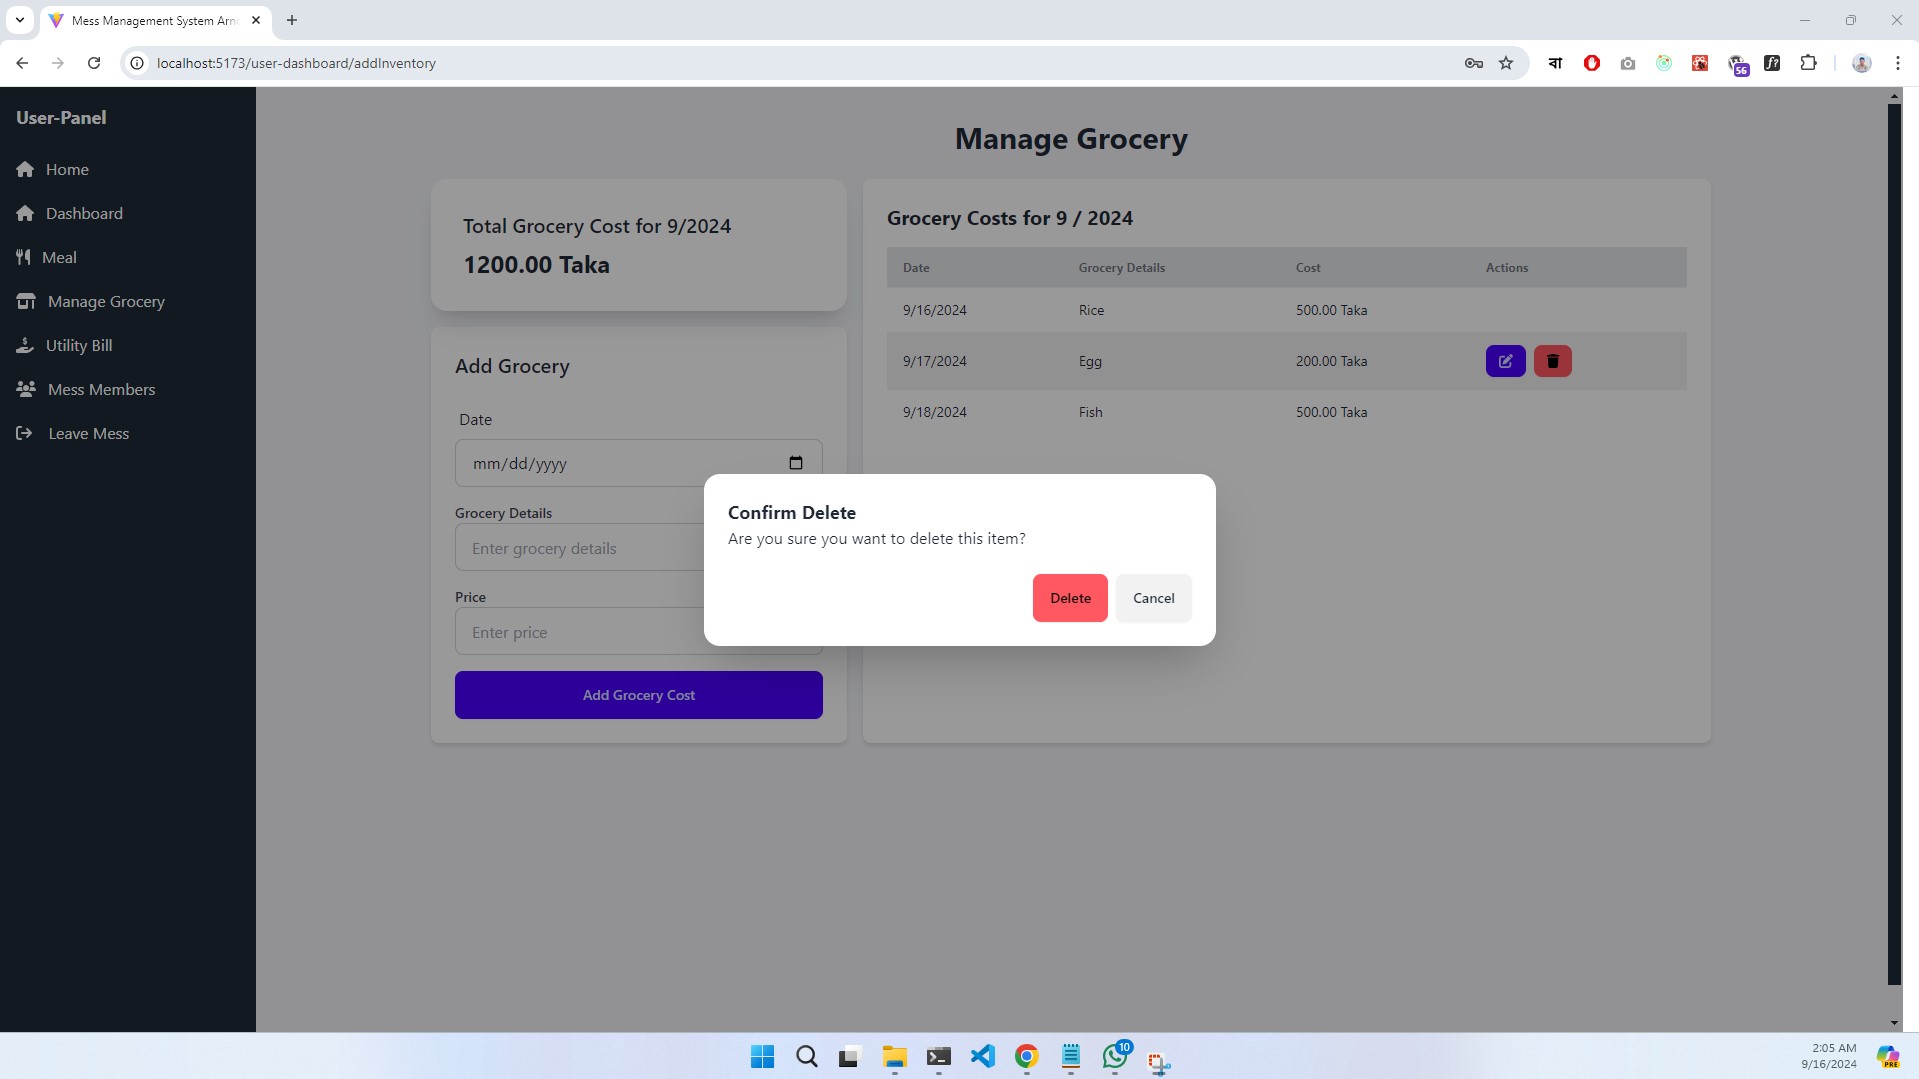 Mess Management System Arn
localhost:5173/user-dashboard/addInventory
বা
56
f?
User-Panel
Home
Dashboard
Meal
Manage Grocery
Utility Bill
Mess Members
Leave Mess
Manage Grocery
Total Grocery Cost for 9/2024
1200.00 Taka
Add Grocery
Date
mm/dd/yyyy
Grocery Details
Enter grocery details
Price
Enter price
Add Grocery Cost
Grocery Costs for 9 / 2024
Date Grocery Details Cost Actions
9/16/2024 Rice 500.00 Taka
9/17/2024 Egg 200.00 Taka
9/18/2024 Fish 500.00 Taka
Confirm Delete
Are you sure you want to delete this item?
Delete Cancel
10
2:05 AM
9/16/2024
PRE